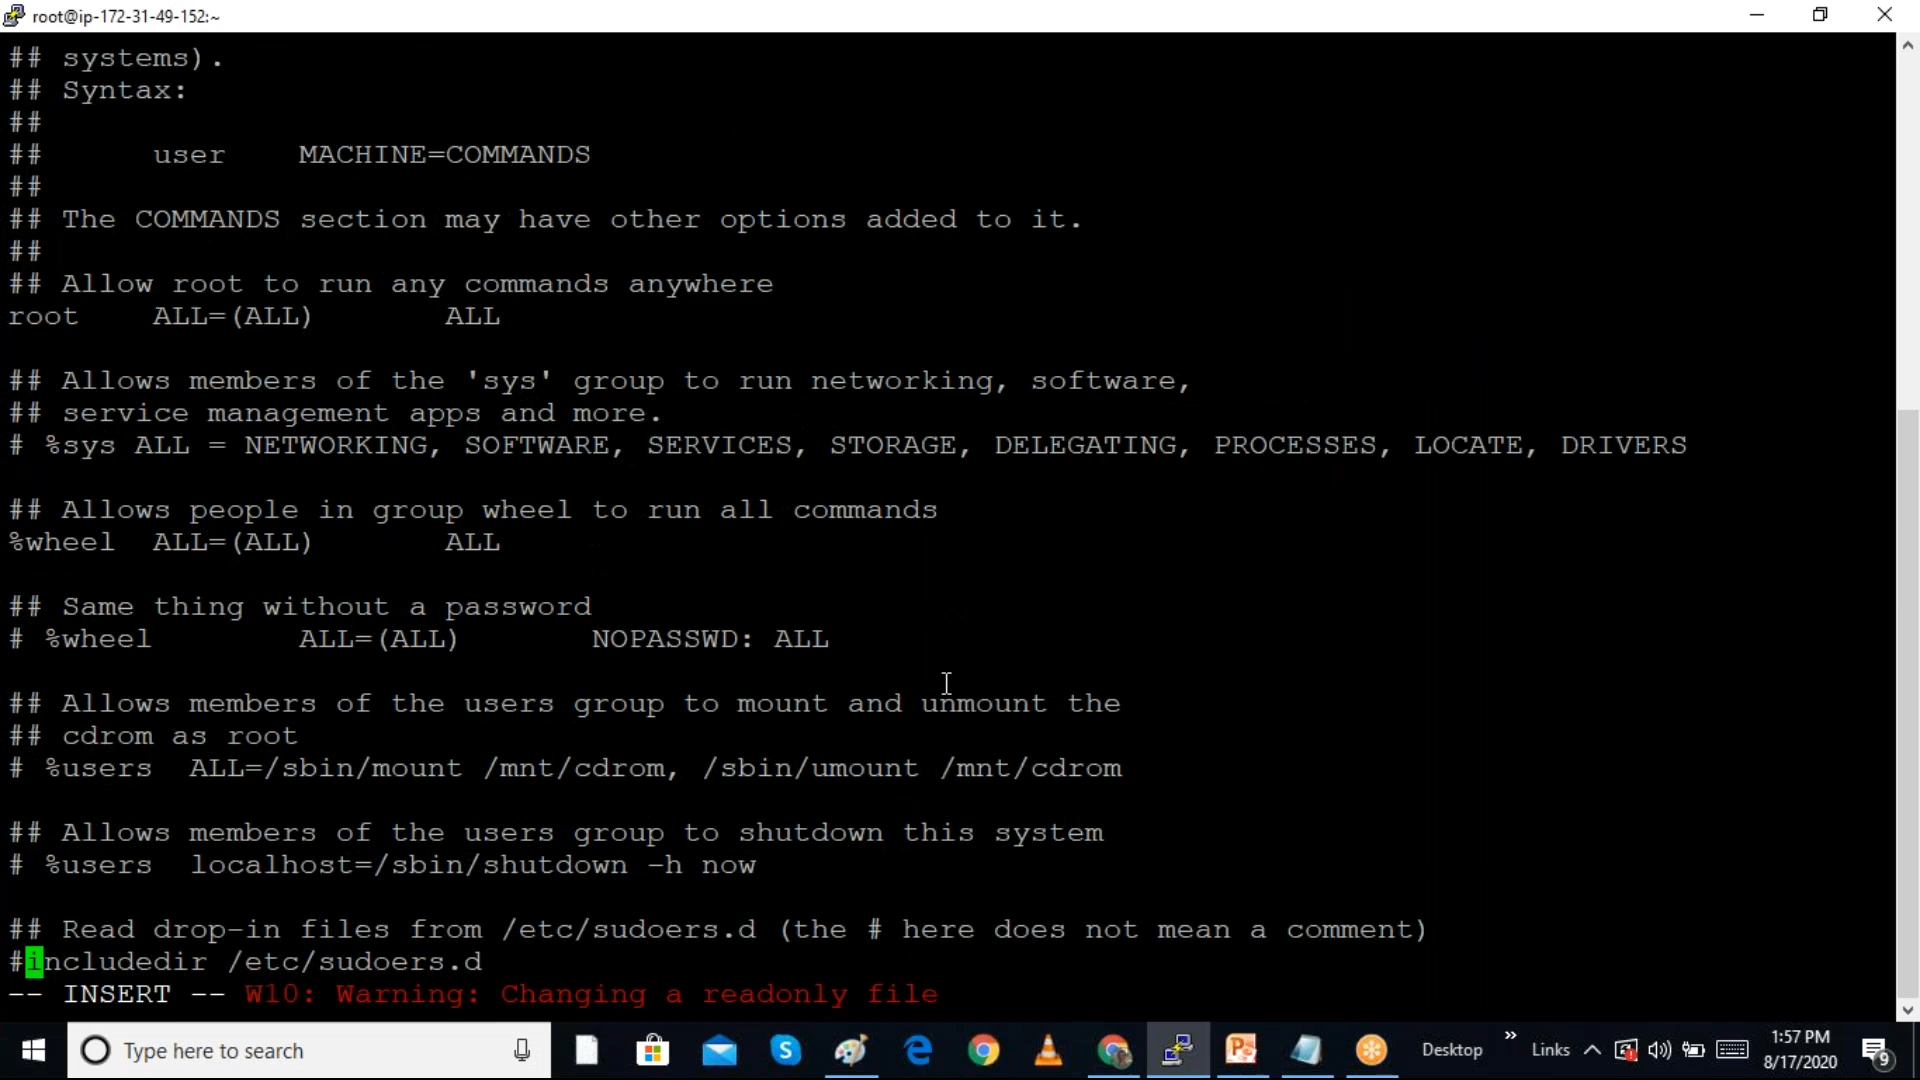 root@ip-172-31-49-152:~
## systems).
## Syntax:
##
##      user    MACHINE=COMMANDS
##
## The COMMANDS section may have other options added to it.
##
## Allow root to run any commands anywhere
root    ALL=(ALL)       ALL
## Allows members of the 'sys' group to run networking, software,
## service management apps and more.
# %sys ALL = NETWORKING, SOFTWARE, SERVICES, STORAGE, DELEGATING, PROCESSES, LOCATE, DRIVERS
## Allows people in group wheel to run all commands
%wheel  ALL=(ALL)       ALL
## Same thing without a password
# %wheel        ALL=(ALL)       NOPASSWD: ALL
## Allows members of the users group to mount and unmount the
## cdrom as root
# %users  ALL=/sbin/mount /mnt/cdrom, /sbin/umount /mnt/cdrom
## Allows members of the users group to shutdown this system
# %users  localhost=/sbin/shutdown -h now
## Read drop-in files from /etc/sudoers.d (the # here does not mean a comment)
#includedir /etc/sudoers.d
-- INSERT -- W10: Warning: Changing a readonly file
Type here to search
Desktop
Links
1:57 PM
8/17/2020
9